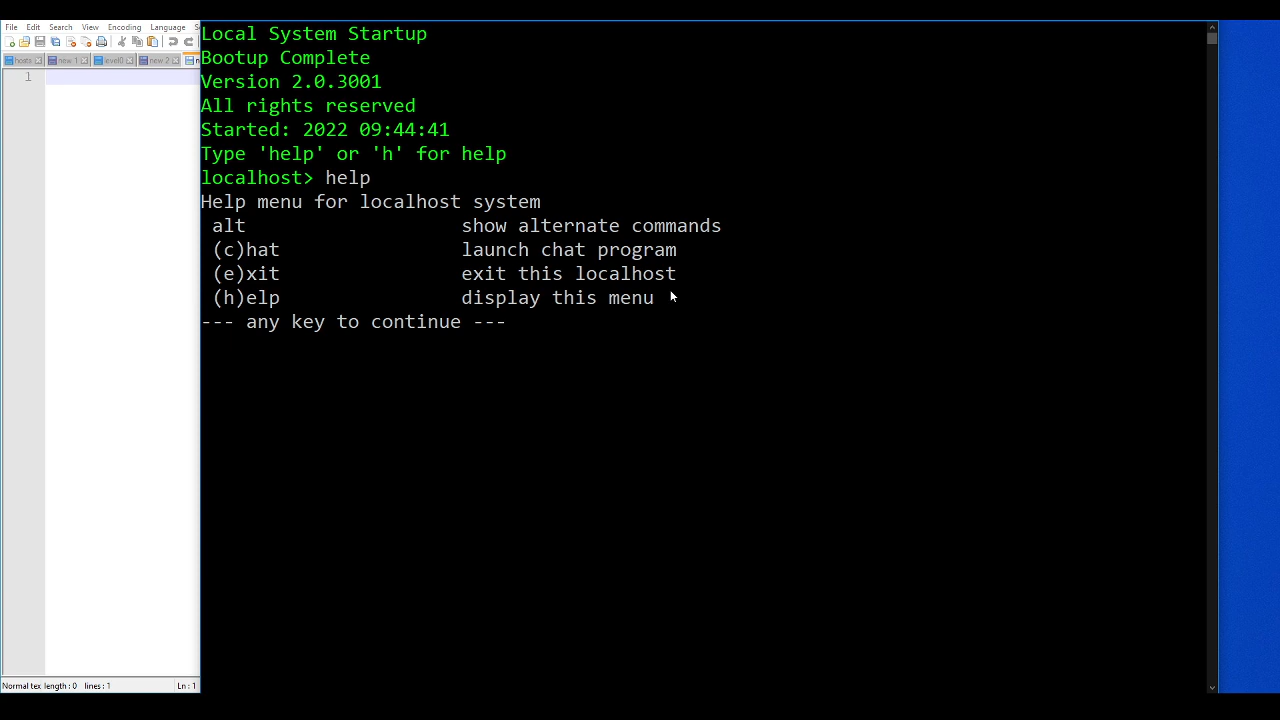 File Edit Search View Encoding Language
hosts new 1 level0 new 2
1
Local System Startup
Bootup Complete
Version 2.0.3001
All rights reserved
Started: 2022 09:44:41
Type 'help' or 'h' for help
localhost> help
Help menu for localhost system
alt show alternate commands
(c)hat launch chat program
(e)xit exit this localhost
(h)elp display this menu
--- any key to continue ---
Normal tex length : 0 lines : 1 Ln : 1